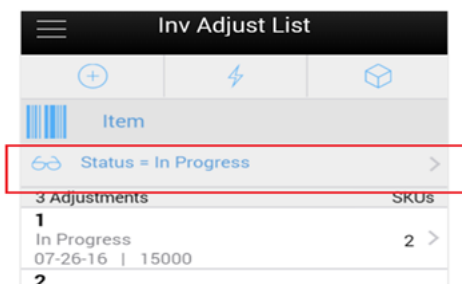 Inv Adjust List
Item
Status = In Progress
3 Adjustments SKUs
1
In Progress 2
07-26-16 | 15000
2